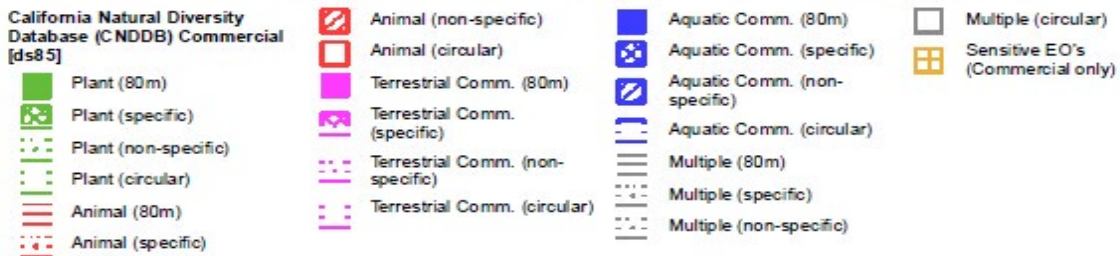 California Natural Diversity
Database (CNDDB) Commercial
[ds85]
Plant (80m)
Plant (specific)
Plant (non-specific)
Plant (circular)
Animal (80m)
Animal (specific)
Animal (non-specific)
Animal (circular)
Terrestrial Comm. (80m)
Terrestrial Comm.
(specific)
Terrestrial Comm. (non-
specific)
Terrestrial Comm. (circular)
Aquatic Comm. (80m)
Aquatic Comm. (specific)
Aquatic Comm. (non-
specific)
Aquatic Comm. (circular)
Multiple (80m)
Multiple (specific)
Multiple (non-specific)
Multiple (circular)
Sensitive EO's
(Commercial only)